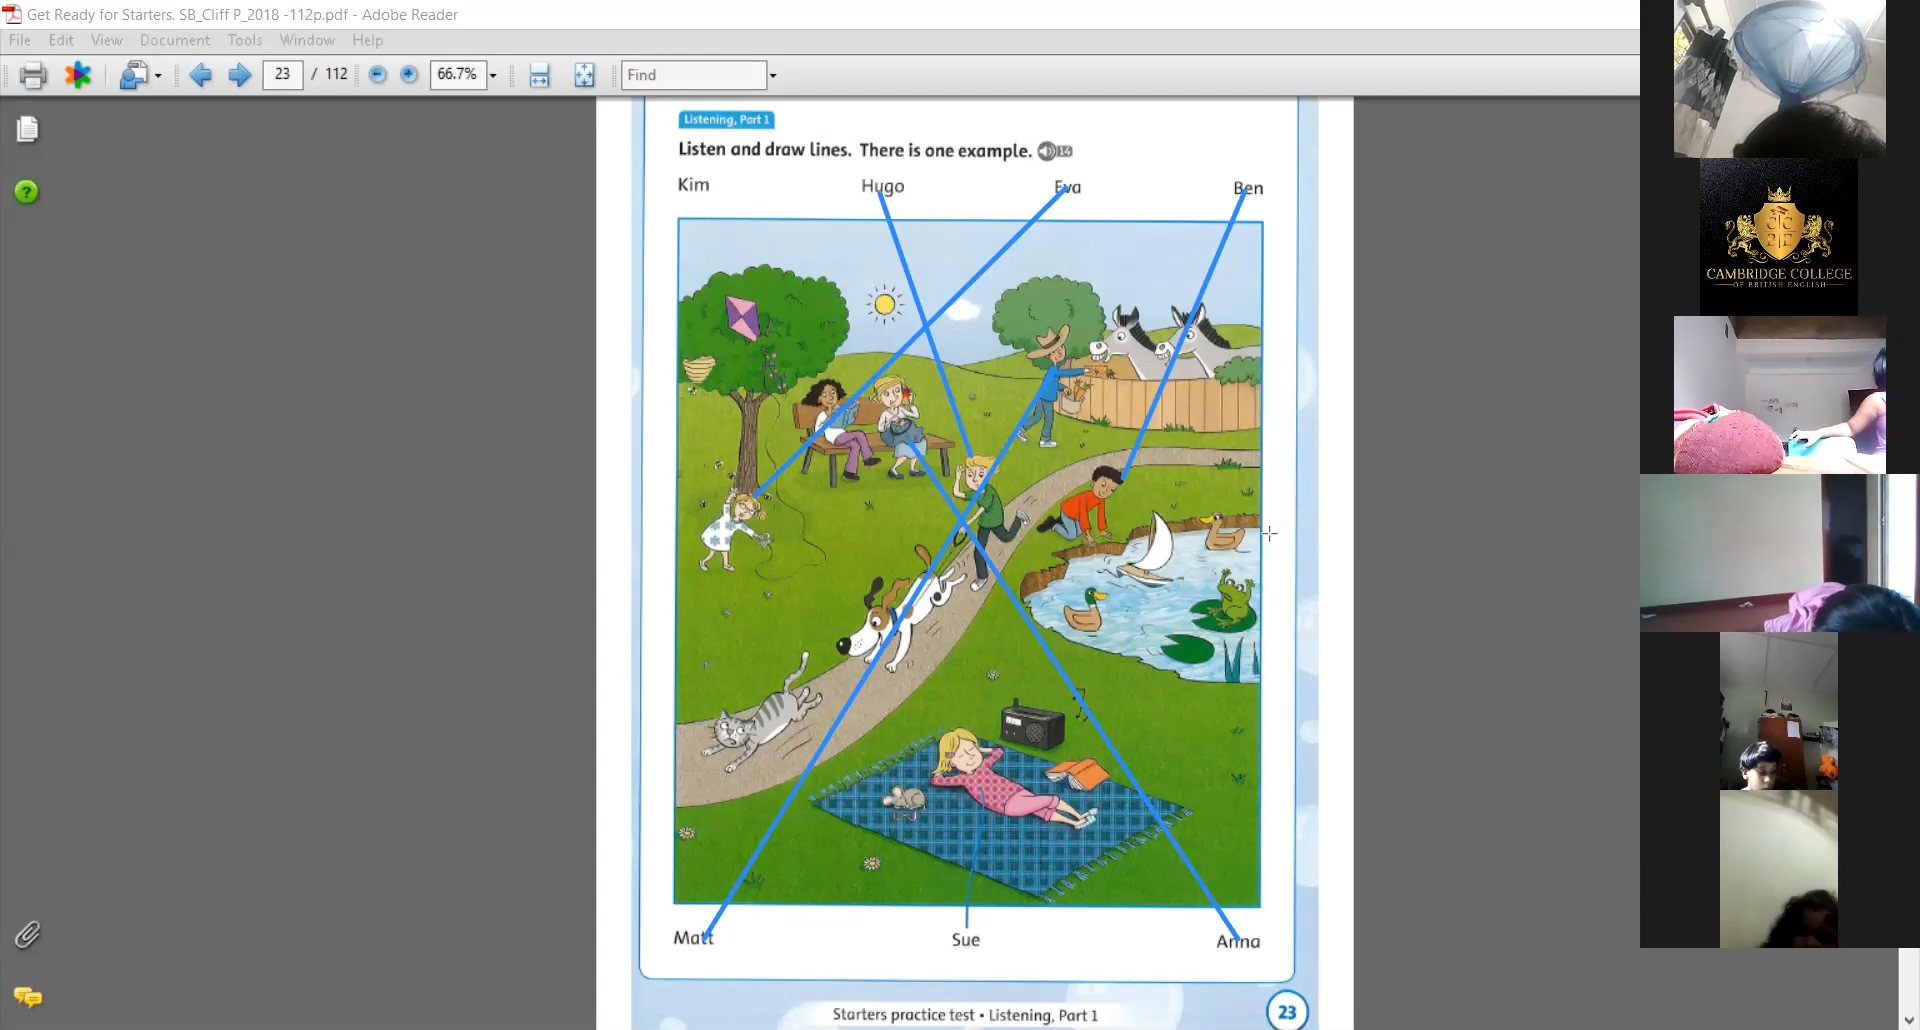 Get Ready for Starters. SB_Cliff P_2018 -112p.pdf - Adobe Reader
File Edit View Document Tools Window Help
23 / 112 66.7% Find
Listening, Part 1
Listen and draw lines. There is one example. 14
Kim Hugo Eva Ben
Matt Sue Anna
Starters practice test • Listening, Part 1
23
CAMBRIDGE COLLEGE
OF BRITISH ENGLISH